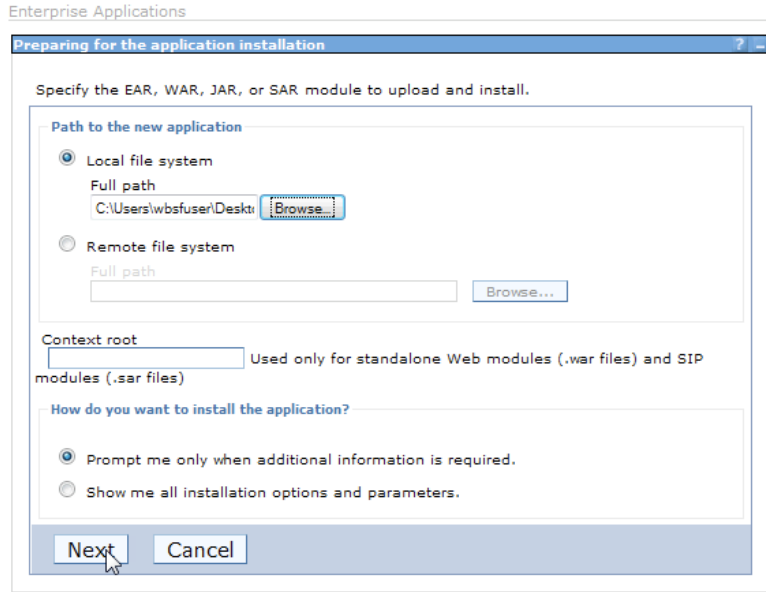 Enterprise Applications
Preparing for the application installation ? –
Specify the EAR, WAR, JAR, or SAR module to upload and install.
Path to the new application
Local file system
Full path
C:\Users\wbsfuser\Deskt Browse...
Remote file system
Full path
Browse...
Context root
Used only for standalone Web modules (.war files) and SIP
modules (.sar files)
How do you want to install the application?
Prompt me only when additional information is required.
Show me all installation options and parameters.
Next Cancel